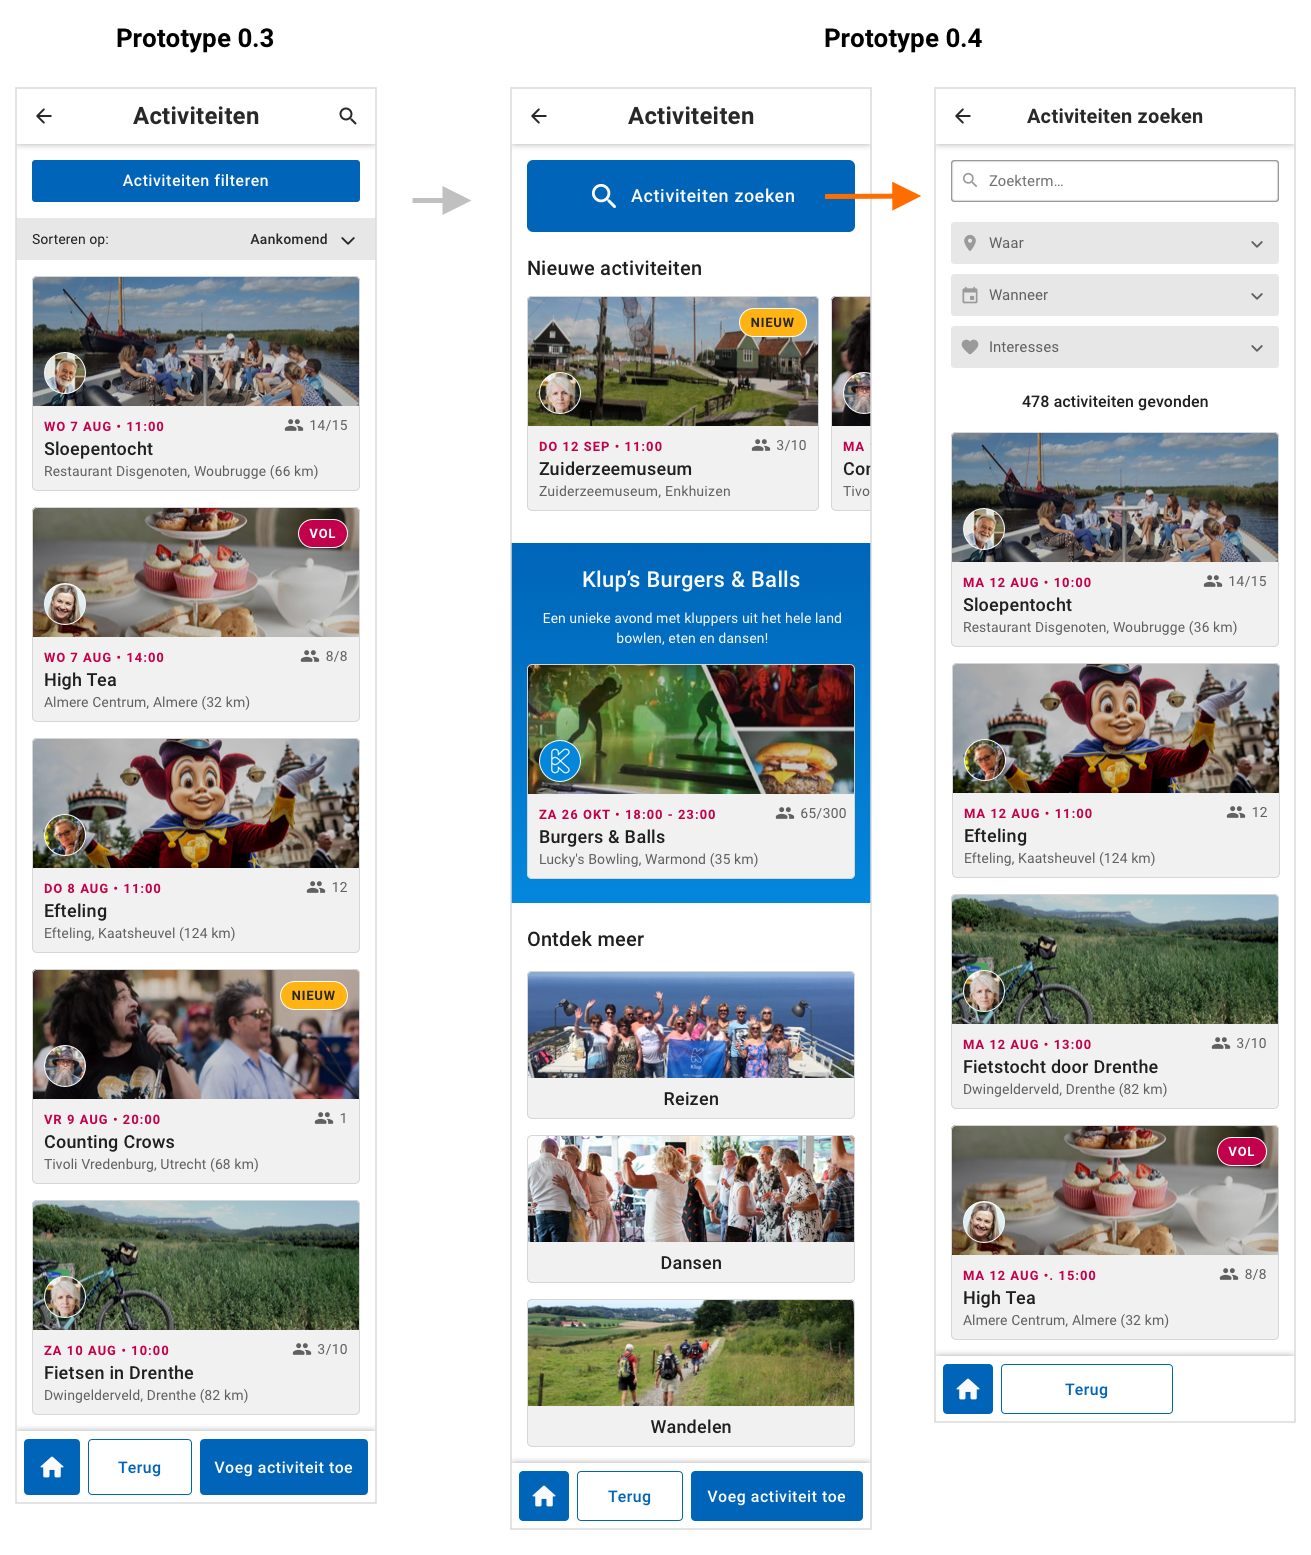 Prototype 0.3
Prototype 0.4
Activiteiten
Activiteiten filteren
Sorteren op:
Aankomend
WO 7 AUG • 11:00
14/15
Sloepentocht
Restaurant Disgenoten, Woubrugge (66 km)
VOL
WO 7 AUG • 14:00
8/8
High Tea
Almere Centrum, Almere (32 km)
DO 8 AUG • 11:00
12
Efteling
Efteling, Kaatsheuvel (124 km)
NIEUW
VR 9 AUG • 20:00
1
Counting Crows
Tivoli Vredenburg, Utrecht (68 km)
ZA 10 AUG • 10:00
3/10
Fietsen in Drenthe
Dwingelderveld, Drenthe (82 km)
Terug
Voeg activiteit toe
Activiteiten
Activiteiten zoeken
Nieuwe activiteiten
NIEUW
DO 12 SEP • 11:00
3/10
Zuiderzeemuseum
Zuiderzeemuseum, Enkhuizen
MA
Cor
Tivo
Klup’s Burgers & Balls
Een unieke avond met kluppers uit het hele land
bowlen, eten en dansen!
ZA 26 OKT • 18:00 - 23:00
65/300
Burgers & Balls
Lucky's Bowling, Warmond (35 km)
Ontdek meer
Klup
Reizen
Dansen
Wandelen
Terug
Voeg activiteit toe
Activiteiten zoeken
Zoekterm...
Waar
Wanneer
Interesses
478 activiteiten gevonden
MA 12 AUG • 10:00
14/15
Sloepentocht
Restaurant Disgenoten, Woubrugge (36 km)
MA 12 AUG • 11:00
12
Efteling
Efteling, Kaatsheuvel (124 km)
MA 12 AUG • 13:00
3/10
Fietstocht door Drenthe
Dwingelderveld, Drenthe (82 km)
VOL
MA 12 AUG •. 15:00
8/8
High Tea
Almere Centrum, Almere (32 km)
Terug